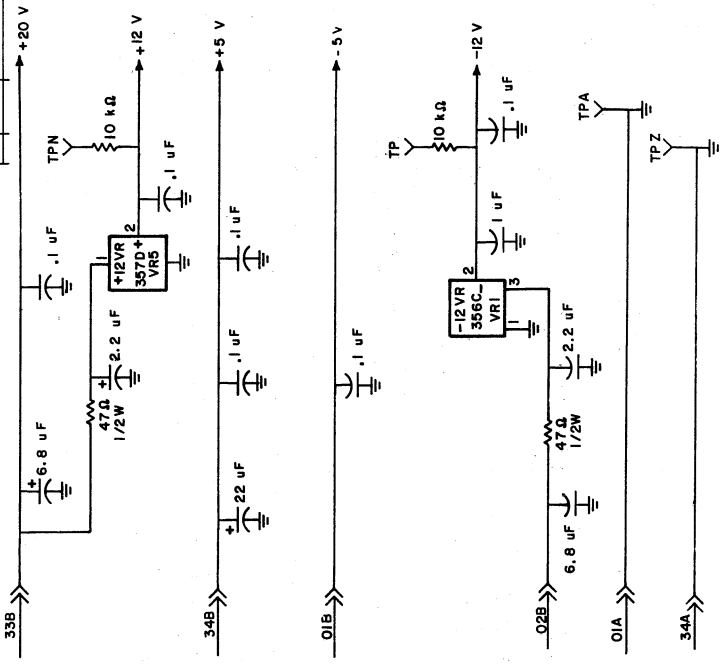 33B
+20 V
6.8 uF
+
.1 uF
47Ω
1/2W
2.2 uF
+
1
+12VR
357D+
VR5
2
.1 uF
TPN
10 kΩ
+12 V
34B
+5 V
22 uF
+
.1 uF
.1 uF
01B
-5V
.1 uF
02B
6.8 uF
47Ω
1/2W
2.2 uF
-12VR
356C_
VR1
1
3
2
1 uF
TP
10 kΩ
.1 uF
-12 V
01A
TPA
34A
TPZ